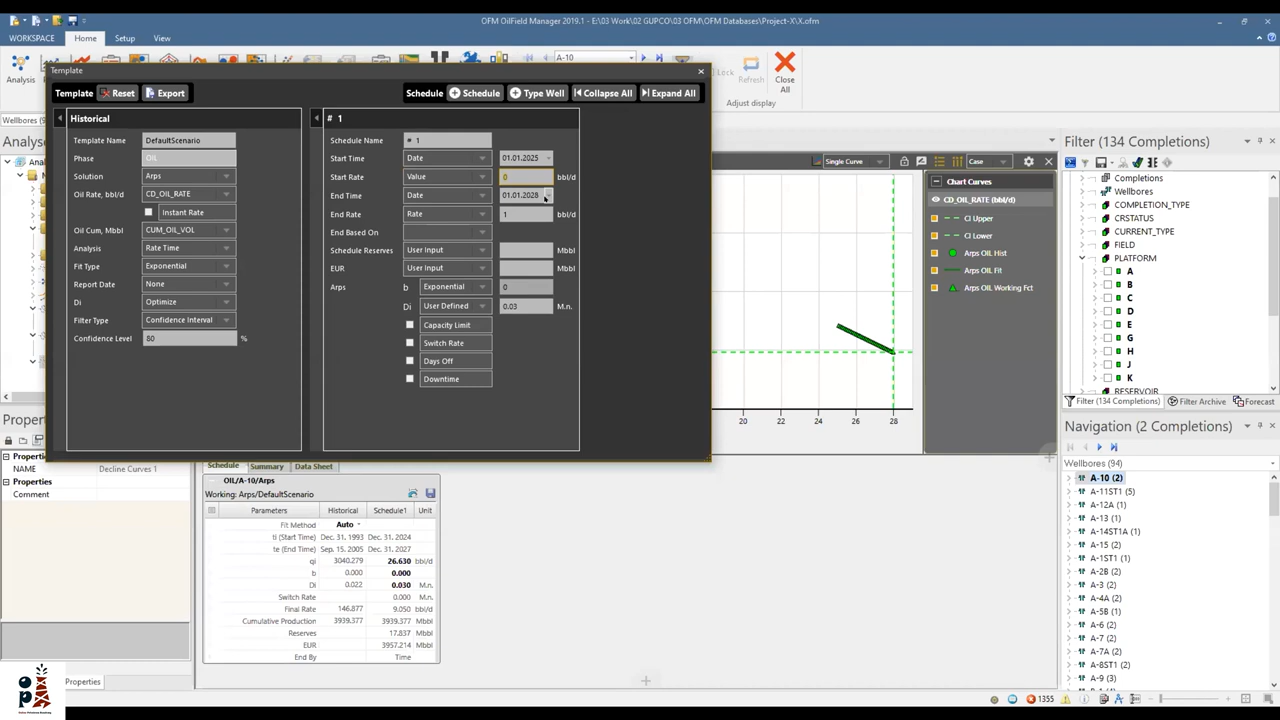 OFM OilField Manager 2019.1 - E:\03 Work\02 GUPCO\03 OFM\OFM Databases\Project-X\X.ofm
WORKSPACE Home Setup View
Analysis
A-10
Lock
Refresh
Close All
Adjust display
Template
Template Reset Export Schedule Schedule Type Well Collapse All Expand All
Historical
Template Name DefaultScenario
Phase OIL
Solution Arps
Oil Rate, bbl/d CD_OIL_RATE
Instant Rate
Oil Cum, Mbbl CUM_OIL_VOL
Analysis Rate Time
Fit Type Exponential
Report Date None
Di Optimize
Filter Type Confidence Interval
Confidence Level 80 %
# 1
Schedule Name # 1
Start Time Date 01.01.2025
Start Rate Value 0 bbl/d
End Time Date 01.01.2028
End Rate Rate 1 bbl/d
End Based On
Schedule Reserves User Input Mbbl
EUR User Input Mbbl
Arps b Exponential 0
Di User Defined 0.03 M.n.
Capacity Limit
Switch Rate
Days Off
Downtime
Single Curve
Case
20 22 24 26 28
Chart Curves
CD_OIL_RATE (bbl/d)
CI Upper
CI Lower
Arps OIL Hist
Arps OIL Fit
Arps OIL Working Fct
Filter (134 Completions)
Completions
Wellbores
COMPLETION_TYPE
CRSTATUS
CURRENT_TYPE
FIELD
PLATFORM
A
B
C
D
E
G
H
J
K
RESERVOIR
Filter (134 Completions) Filter Archive Forecast
Navigation (2 Completions)
Wellbores (94)
A-10 (2)
A-11ST1 (5)
A-12A (1)
A-13 (1)
A-14ST1A (1)
A-15 (2)
A-1ST1 (1)
A-2B (2)
A-3 (2)
A-4A (2)
A-5B (1)
A-6 (2)
A-7 (2)
A-7A (2)
A-8ST1 (2)
A-9 (3)
NAME Decline Curves 1
Properties
Comment
Properties
Schedule Summary Data Sheet
OIL/A-10/Arps
Working: Arps/DefaultScenario
Parameters Historical Schedule1 Unit
Fit Method Auto
ti (Start Time) Dec. 31, 1993 Dec. 31, 2024
te (End Time) Sep. 15, 2005 Dec. 31, 2027
qi 3040.279 26.630 bbl/d
b 0.000 0.000
Di 0.022 0.030 M.n.
Switch Rate 0.000 M.n.
Final Rate 146.877 9.050 bbl/d
Cumulative Production 3939.377 3939.377 Mbbl
Reserves 17.837 Mbbl
EUR 3957.214 Mbbl
End By Time
1355